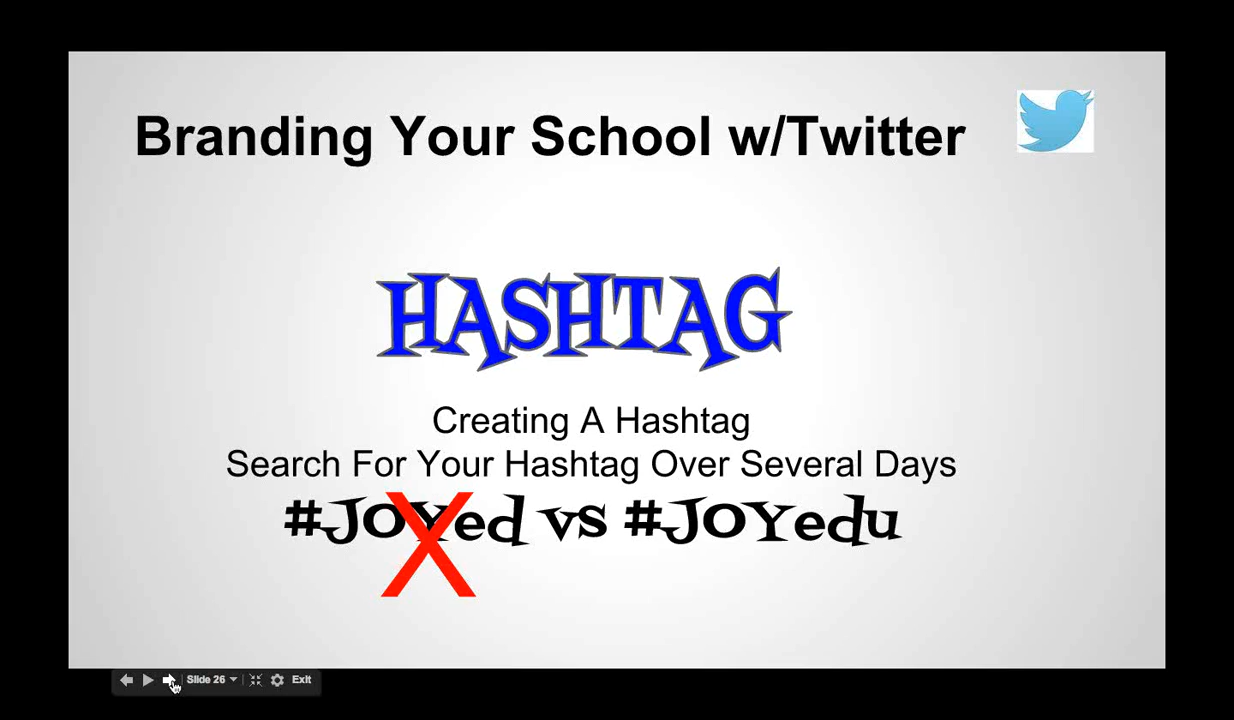 Branding Your School w/Twitter
HASHTAG
Creating A Hashtag
Search For Your Hashtag Over Several Days
#JOYed vs #JOYedu
X
Slide 26
Exit